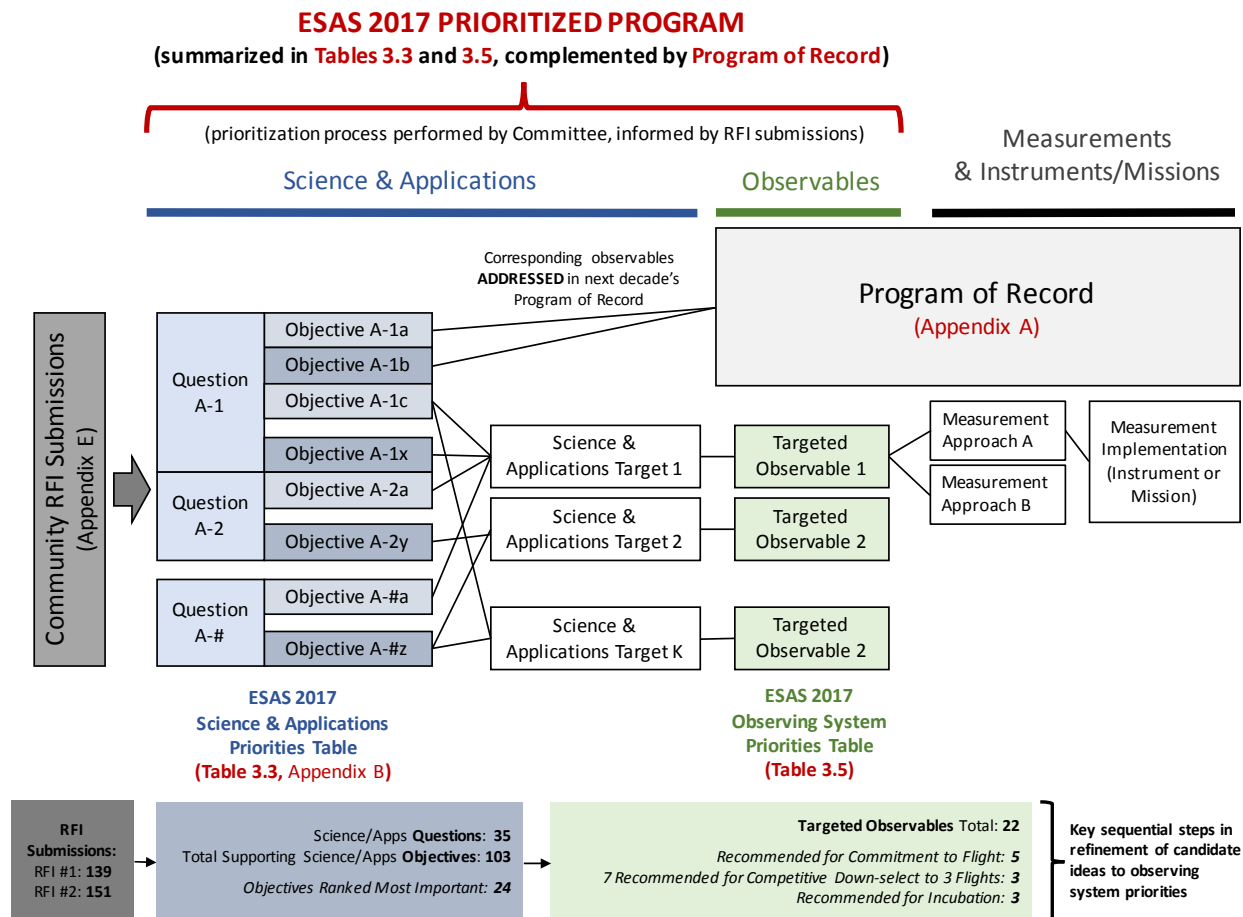 ESAS 2017 PRIORITIZED PROGRAM
(summarized in Tables 3.3 and 3.5, complemented by Program of Record)
(prioritization process performed by Committee, informed by RFI submissions)
Science & Applications
Observables
Measurements
& Instruments/Missions
Corresponding observables
ADDRESSED in next decade's
Program of Record
Program of Record
(Appendix A)
Community RFI Submissions
(Appendix E)
Question
A-1
Objective A-1a
Objective A-1b
Objective A-1c
Objective A-1x
Question
A-2
Objective A-2a
Objective A-2y
Question
A-#
Objective A-#a
Objective A-#z
Science &
Applications Target 1
Science &
Applications Target 2
Science &
Applications Target K
Targeted
Observable 1
Targeted
Observable 2
Targeted
Observable 2
Measurement
Approach A
Measurement
Approach B
Measurement
Implementation
(Instrument or
Mission)
ESAS 2017
Science & Applications
Priorities Table
(Table 3.3, Appendix B)
ESAS 2017
Observing System
Priorities Table
(Table 3.5)
RFI
Submissions:
RFI #1: 139
RFI #2: 151
Science/Apps Questions: 35
Total Supporting Science/Apps Objectives: 103
Objectives Ranked Most Important: 24
Targeted Observables Total: 22
Recommended for Commitment to Flight: 5
7 Recommended for Competitive Down-select to 3 Flights: 3
Recommended for Incubation: 3
Key sequential steps in
refinement of candidate
ideas to observing
system priorities